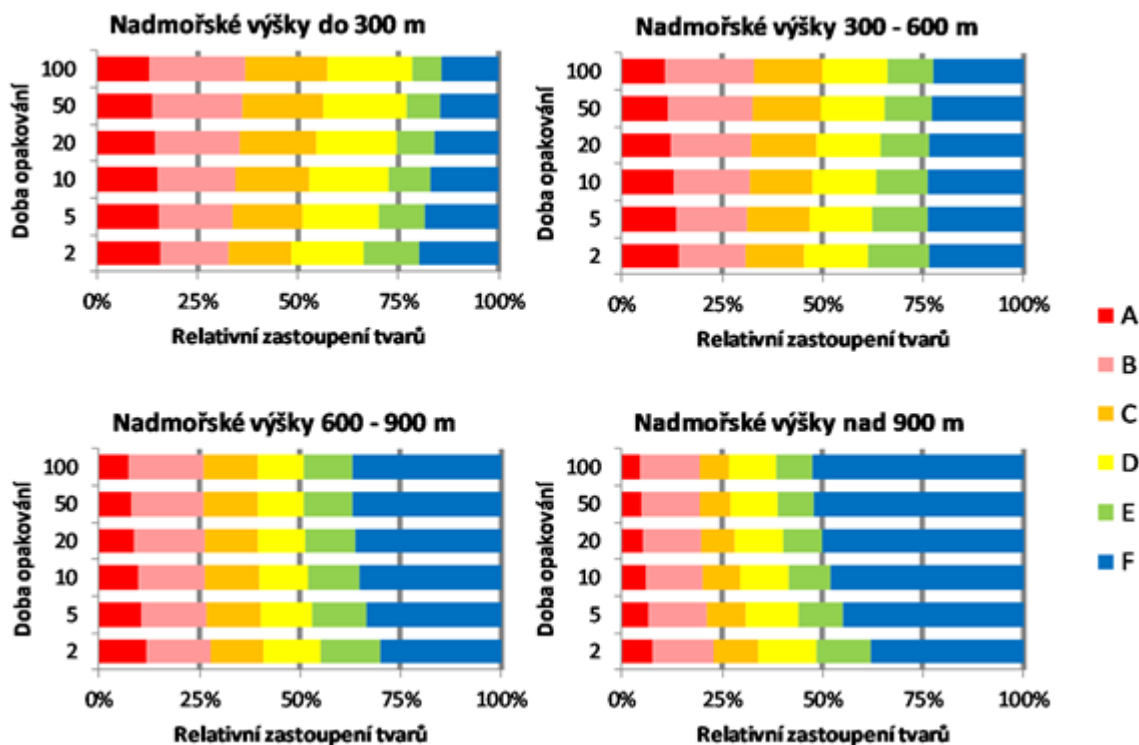 Nadmořské výšky do 300 m
Doba opakování
100
50
20
10
5
2
0% 25% 50% 75% 100%
Relativní zastoupení tvarů
Nadmořské výšky 300 - 600 m
Doba opakování
100
50
20
10
5
2
0% 25% 50% 75% 100%
Relativní zastoupení tvarů
A
B
C
D
E
F
Nadmořské výšky 600 - 900 m
Doba opakování
100
50
20
10
5
2
0% 25% 50% 75% 100%
Relativní zastoupení tvarů
Nadmořské výšky nad 900 m
Doba opakování
100
50
20
10
5
2
0% 25% 50% 75% 100%
Relativní zastoupení tvarů